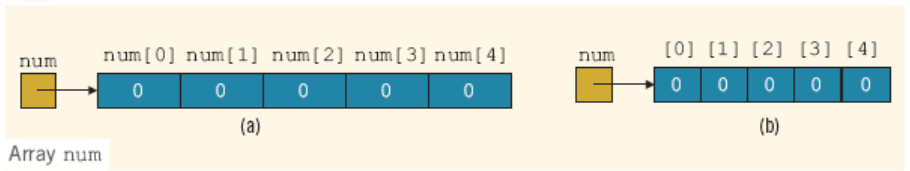 num
num[0] num[1] num[2] num[3] num[4]
0 0 0 0 0
(a)
num
[0] [1] [2] [3] [4]
0 0 0 0 0
(b)
Array num